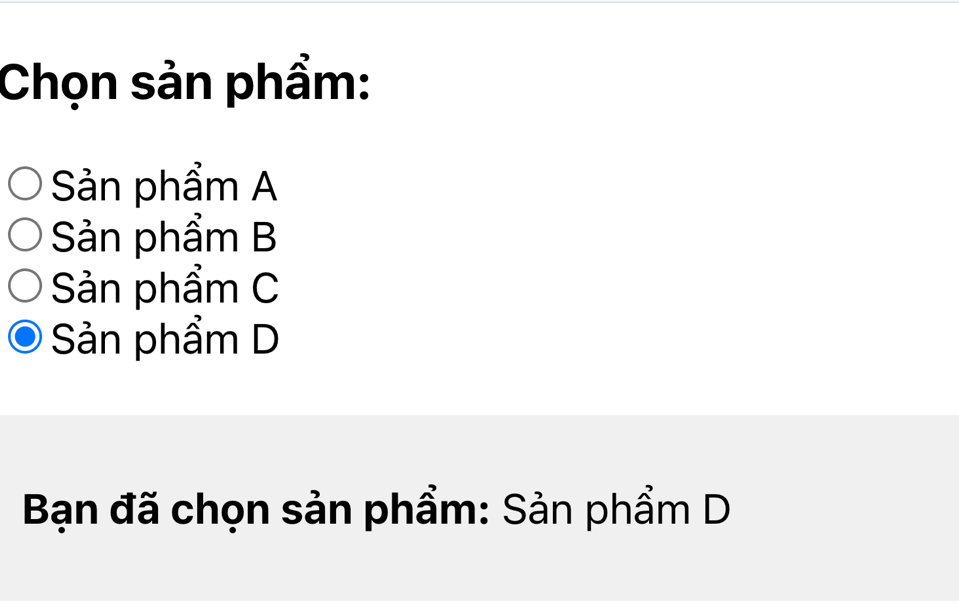 Chọn sản phẩm:
Sản phẩm A
Sản phẩm B
Sản phẩm C
Sản phẩm D
Bạn đã chọn sản phẩm: Sản phẩm D